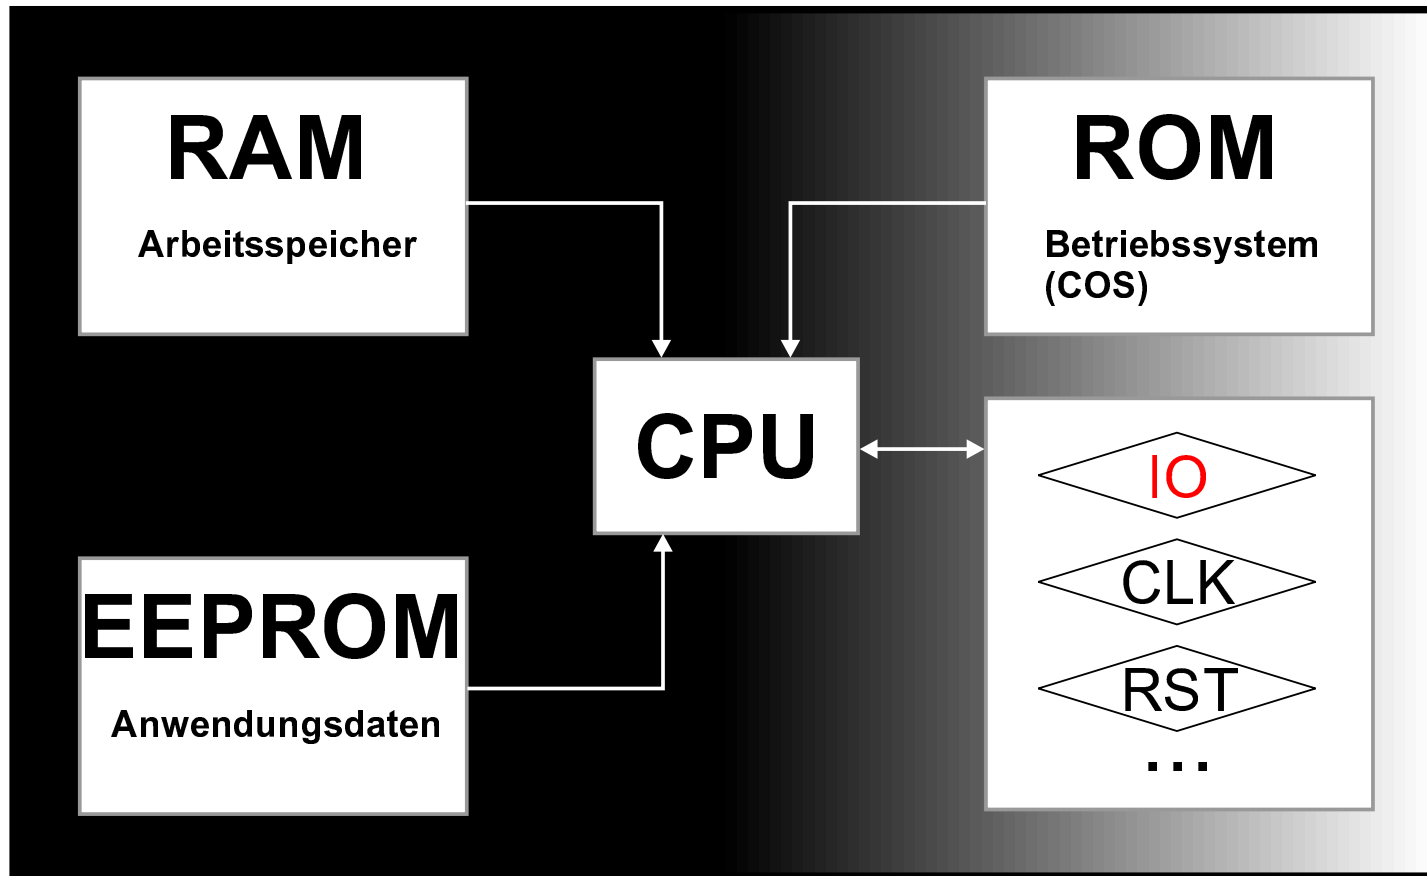 RAM
Arbeitsspeicher
ROM
Betriebssystem
(COS)
CPU
EEPROM
Anwendungsdaten
IO
CLK
RST
...